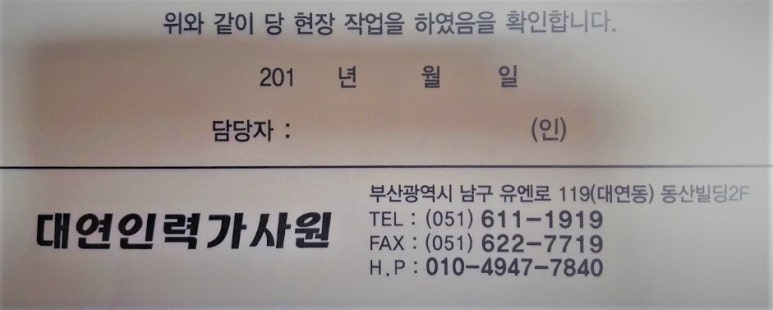 위와 같이 당 현장 작업을 하였음을 확인합니다.
201 년 월 일
담당자 : (인)
대연인력가사원
부산광역시 남구 유엔로 119(대연동) 동산빌딩2F
TEL : (051) 611-1919
FAX : (051) 622-7719
H.P : 010-4947-7840